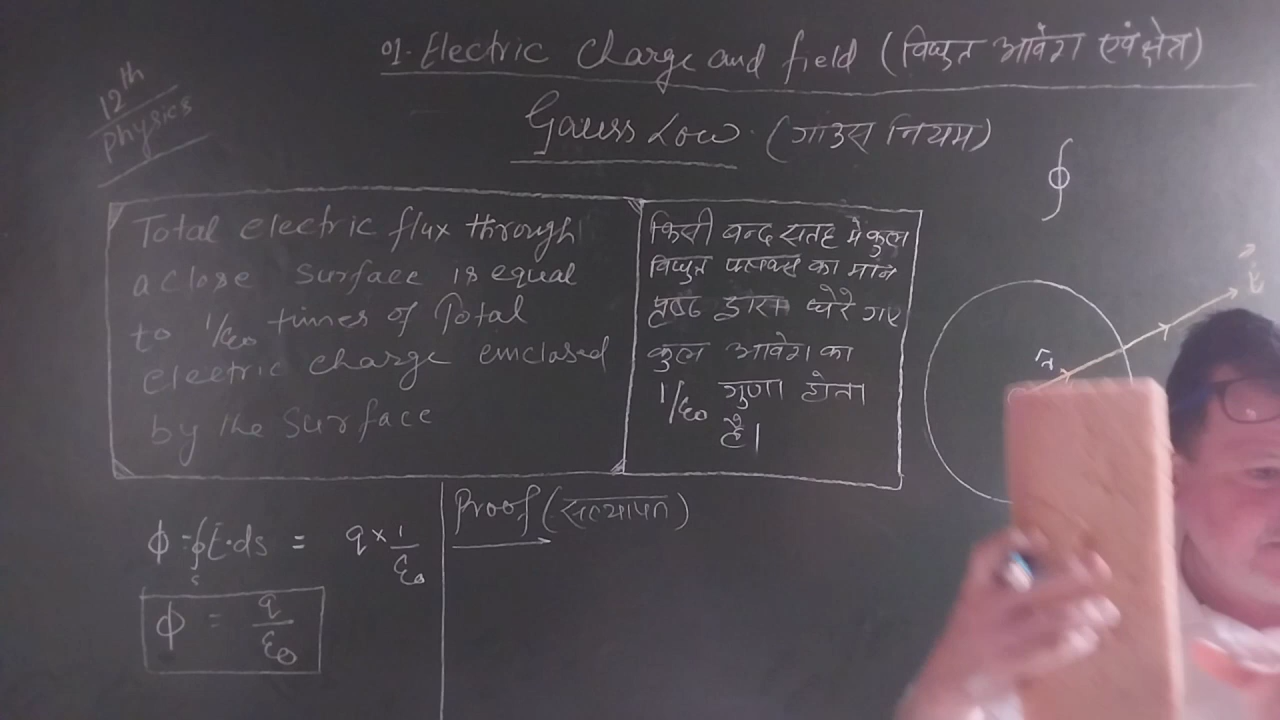 12th
physics
01. Electric Charge and field (विधुत आवेग एवं क्षेत्र)
Gauss Low. (गाउस नियम)
∮
Total electric flux through
a close surface is equal
to 1/ε0 times of Total
electric charge enclosed
by the surface
किसी बन्द सतह मे कुल
विधुत फ्लक्स का मान
द्वारा घेरे गए
कुल आवेग का
1/ε0 गुणा होता
है।
E
r
ϕ = ∮s E·ds = q × 1/ε0
ϕ = q/ε0
Proof (सत्यापन)